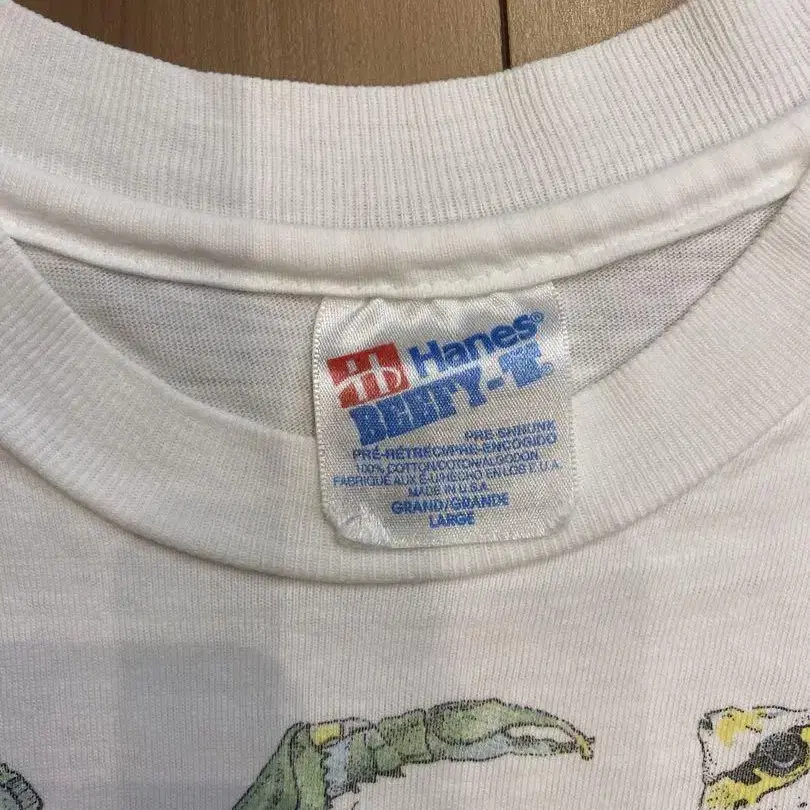 Hanes®
BEEFY-T.
PRE-SHRUNK
PRÉ-RÉTRÉCI/PRE-ENCOGIDO
100% COTTON/COTON/ALGODON
FABRIQUÉ AUX É-U/HECHO EN LOS E.U.A.
MADE IN U.S.A.
GRAND/GRANDE
LARGE